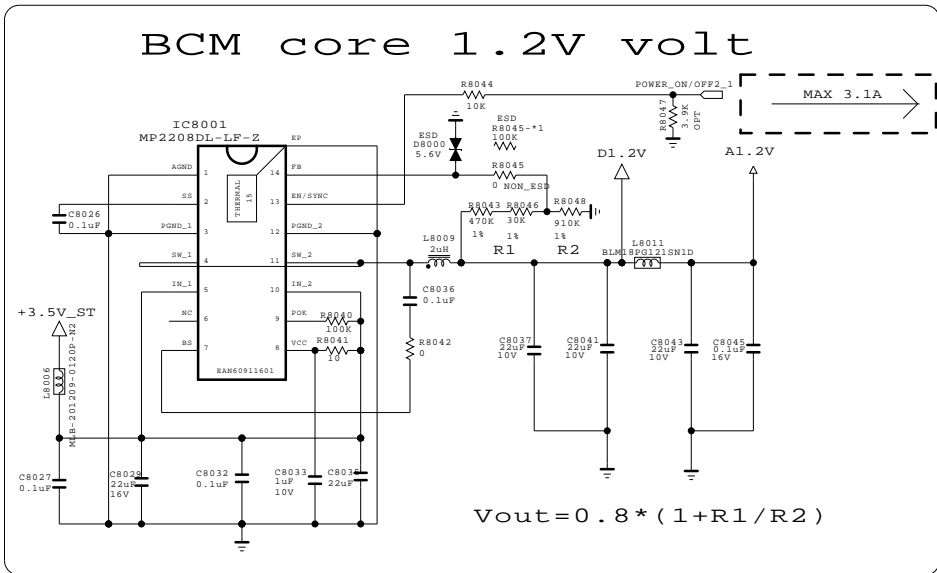 BCM core 1.2V volt
POWER_ON/OFF2_1
MAX 3.1A
R8044
10K
R8047
3.9K
OPT
IC8001
MP2208DL-LF-Z
EP
ESD
D8000
5.6V
ESD
R8045-*1
100K
D1.2V
A1.2V
AGND
1
14
FB
R8045
0 NON_ESD
THERMAL
15
SS
2
13
EN/SYNC
C8026
0.1uF
PGND_1
3
12
PGND_2
R8043
470K
1%
R8046
30K
1%
R8048
910K
1%
R1
R2
L8009
2uH
L8011
BLM18PG121SN1D
SW_1
4
11
SW_2
IN_1
5
10
IN_2
C8036
0.1uF
+3.5V_ST
NC
6
9
POK
R8040
100K
BS
7
8
VCC
R8041
10
R8042
0
C8037
22uF
10V
C8041
22uF
10V
C8043
22uF
10V
C8045
0.1uF
16V
EAN60911601
L8006
MLB-201209-0120P-N2
C8027
0.1uF
C8029
22uF
16V
C8032
0.1uF
C8033
1uF
10V
22uF
Vout=0.8*(1+R1/R2)